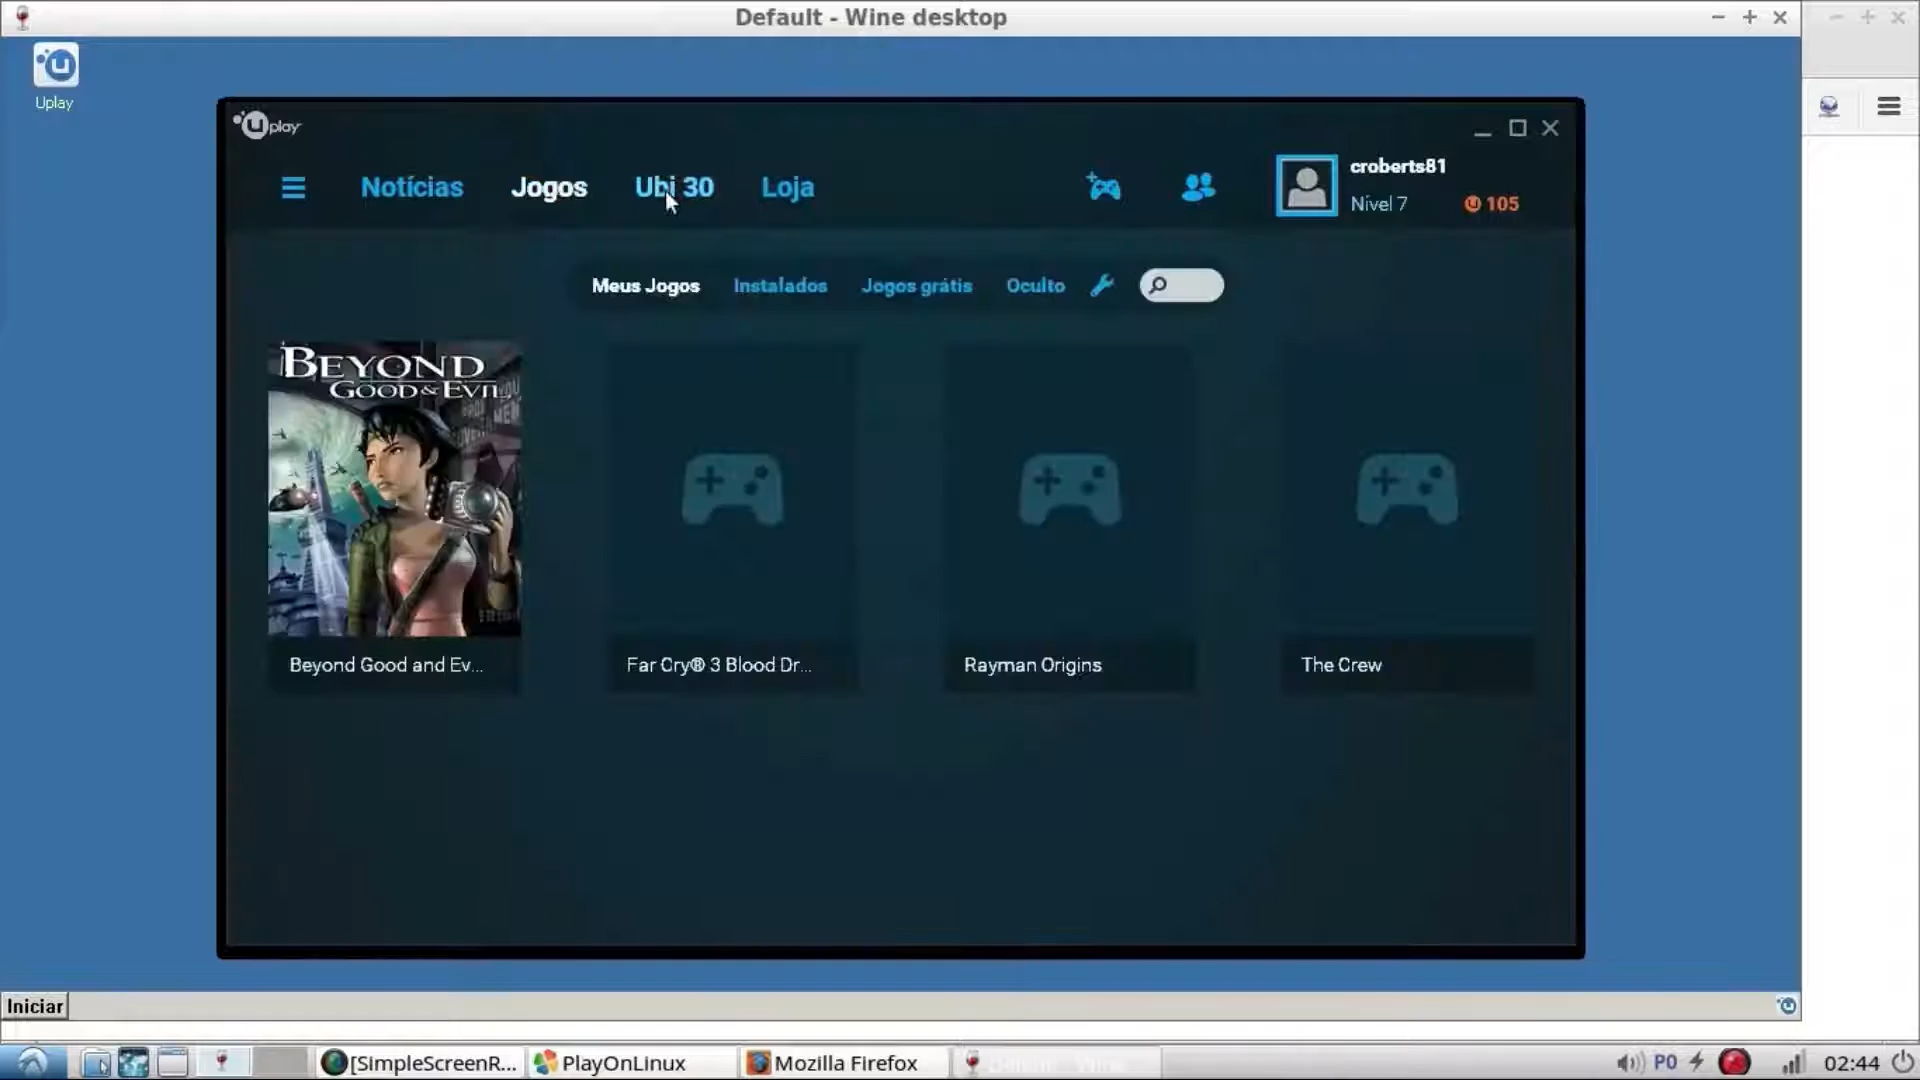 Default - Wine desktop
Uplay
Uplay
Notícias
Jogos
Ubi 30
Loja
croberts81
Nível 7
105
Meus Jogos
Instalados
Jogos grátis
Oculto
BEYOND
GOOD & EVIL
Beyond Good and Ev...
Far Cry® 3 Blood Dr...
Rayman Origins
The Crew
Iniciar
[SimpleScreenR...
PlayOnLinux
Mozilla Firefox
PO
02:44